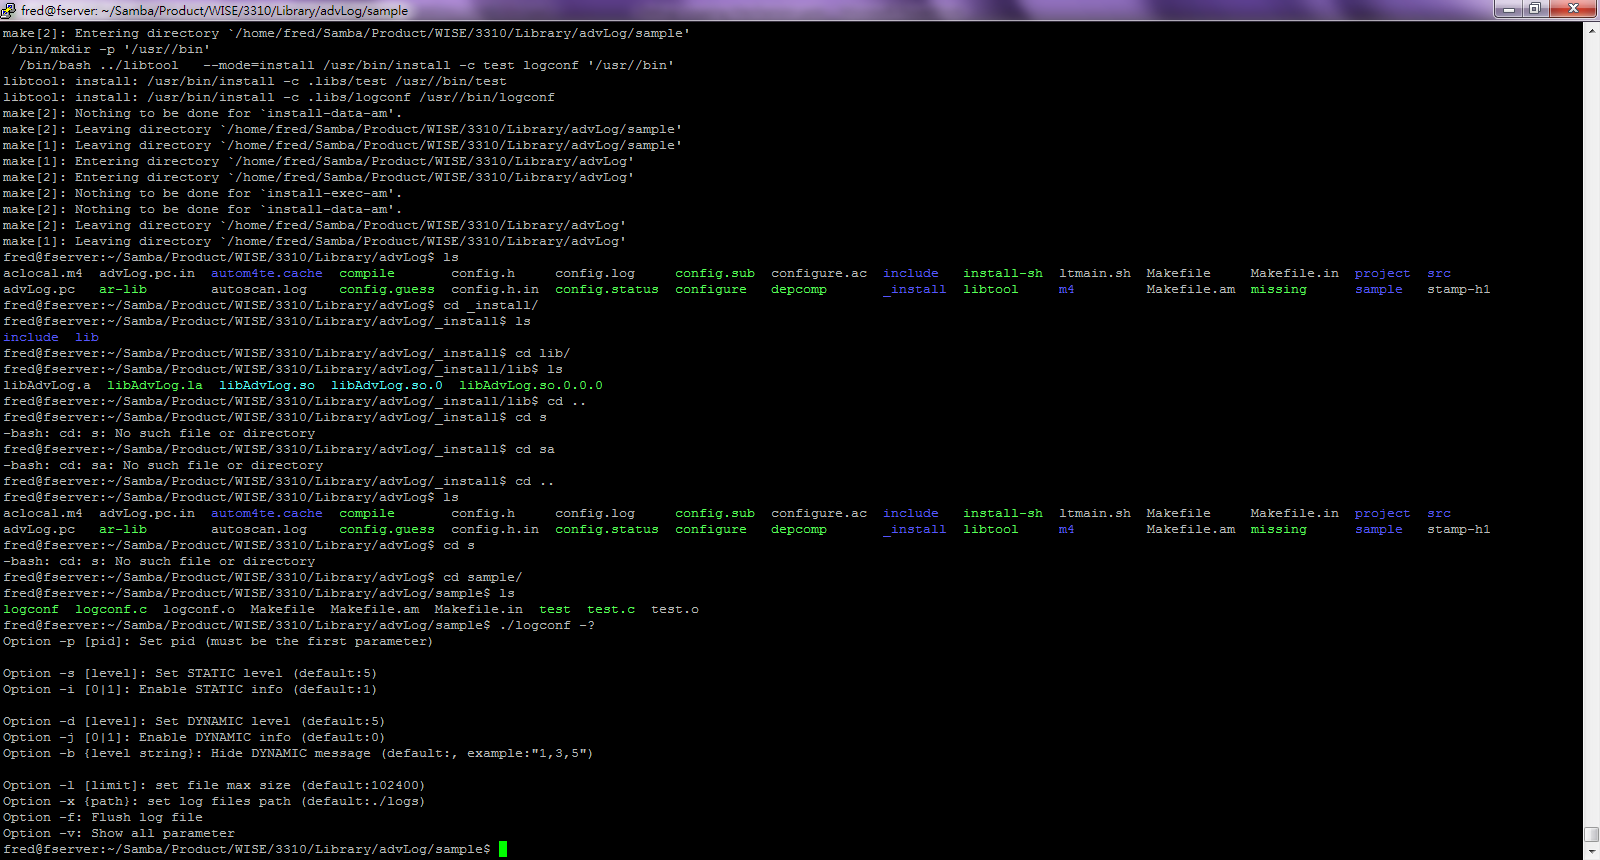 fred@fserver: ~/Samba/Product/WISE/3310/Library/advLog/sample
make[2]: Entering directory `/home/fred/Samba/Product/WISE/3310/Library/advLog/sample'
 /bin/mkdir -p '/usr//bin'
  /bin/bash ../libtool   --mode=install /usr/bin/install -c test logconf '/usr//bin'
libtool: install: /usr/bin/install -c .libs/test /usr//bin/test
libtool: install: /usr/bin/install -c .libs/logconf /usr//bin/logconf
make[2]: Nothing to be done for `install-data-am'.
make[2]: Leaving directory `/home/fred/Samba/Product/WISE/3310/Library/advLog/sample'
make[1]: Leaving directory `/home/fred/Samba/Product/WISE/3310/Library/advLog/sample'
make[1]: Entering directory `/home/fred/Samba/Product/WISE/3310/Library/advLog'
make[2]: Entering directory `/home/fred/Samba/Product/WISE/3310/Library/advLog'
make[2]: Nothing to be done for `install-exec-am'.
make[2]: Nothing to be done for `install-data-am'.
make[2]: Leaving directory `/home/fred/Samba/Product/WISE/3310/Library/advLog'
make[1]: Leaving directory `/home/fred/Samba/Product/WISE/3310/Library/advLog'
fred@fserver:~/Samba/Product/WISE/3310/Library/advLog$ ls
aclocal.m4  advLog.pc.in  autom4te.cache  compile       config.h     config.log     config.sub  configure.ac  include   install-sh  ltmain.sh  Makefile     Makefile.in  project  src
advLog.pc   ar-lib        autoscan.log    config.guess  config.h.in  config.status  configure   depcomp       _install  libtool     m4         Makefile.am  missing      sample   stamp-h1
fred@fserver:~/Samba/Product/WISE/3310/Library/advLog$ cd _install/
fred@fserver:~/Samba/Product/WISE/3310/Library/advLog/_install$ ls
include  lib
fred@fserver:~/Samba/Product/WISE/3310/Library/advLog/_install$ cd lib/
fred@fserver:~/Samba/Product/WISE/3310/Library/advLog/_install/lib$ ls
libAdvLog.a  libAdvLog.la  libAdvLog.so  libAdvLog.so.0  libAdvLog.so.0.0.0
fred@fserver:~/Samba/Product/WISE/3310/Library/advLog/_install/lib$ cd ..
fred@fserver:~/Samba/Product/WISE/3310/Library/advLog/_install$ cd s
-bash: cd: s: No such file or directory
fred@fserver:~/Samba/Product/WISE/3310/Library/advLog/_install$ cd sa
-bash: cd: sa: No such file or directory
fred@fserver:~/Samba/Product/WISE/3310/Library/advLog/_install$ cd ..
fred@fserver:~/Samba/Product/WISE/3310/Library/advLog$ ls
aclocal.m4  advLog.pc.in  autom4te.cache  compile       config.h     config.log     config.sub  configure.ac  include   install-sh  ltmain.sh  Makefile     Makefile.in  project  src
advLog.pc   ar-lib        autoscan.log    config.guess  config.h.in  config.status  configure   depcomp       _install  libtool     m4         Makefile.am  missing      sample   stamp-h1
fred@fserver:~/Samba/Product/WISE/3310/Library/advLog$ cd s
-bash: cd: s: No such file or directory
fred@fserver:~/Samba/Product/WISE/3310/Library/advLog$ cd sample/
fred@fserver:~/Samba/Product/WISE/3310/Library/advLog/sample$ ls
logconf  logconf.c  logconf.o  Makefile  Makefile.am  Makefile.in  test  test.c  test.o
fred@fserver:~/Samba/Product/WISE/3310/Library/advLog/sample$ ./logconf -?
Option -p [pid]: Set pid (must be the first parameter)

Option -s [level]: Set STATIC level (default:5)
Option -i [0|1]: Enable STATIC info (default:1)

Option -d [level]: Set DYNAMIC level (default:5)
Option -j [0|1]: Enable DYNAMIC info (default:0)
Option -b {level string}: Hide DYNAMIC message (default:, example:"1,3,5")

Option -l [limit]: set file max size (default:102400)
Option -x {path}: set log files path (default:./logs)
Option -f: Flush log file
Option -v: Show all parameter
fred@fserver:~/Samba/Product/WISE/3310/Library/advLog/sample$